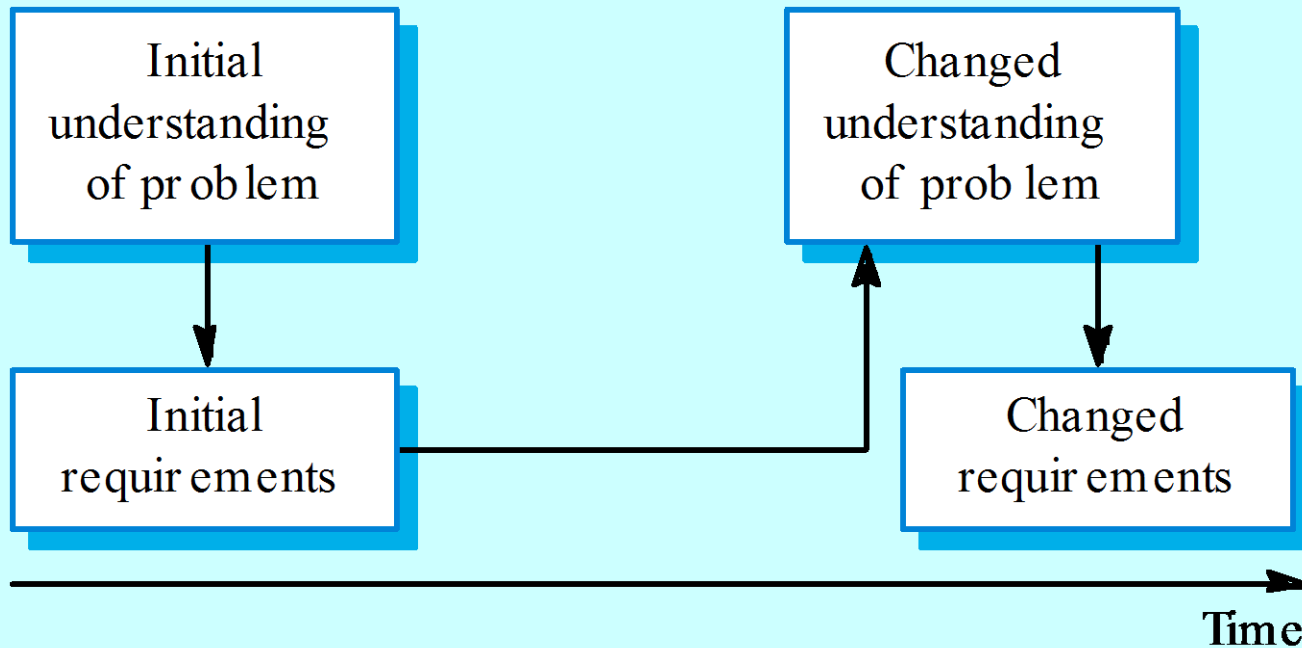 Initial
understanding
of problem
Changed
understanding
of problem
Initial
requirements
Changed
requirements
Time